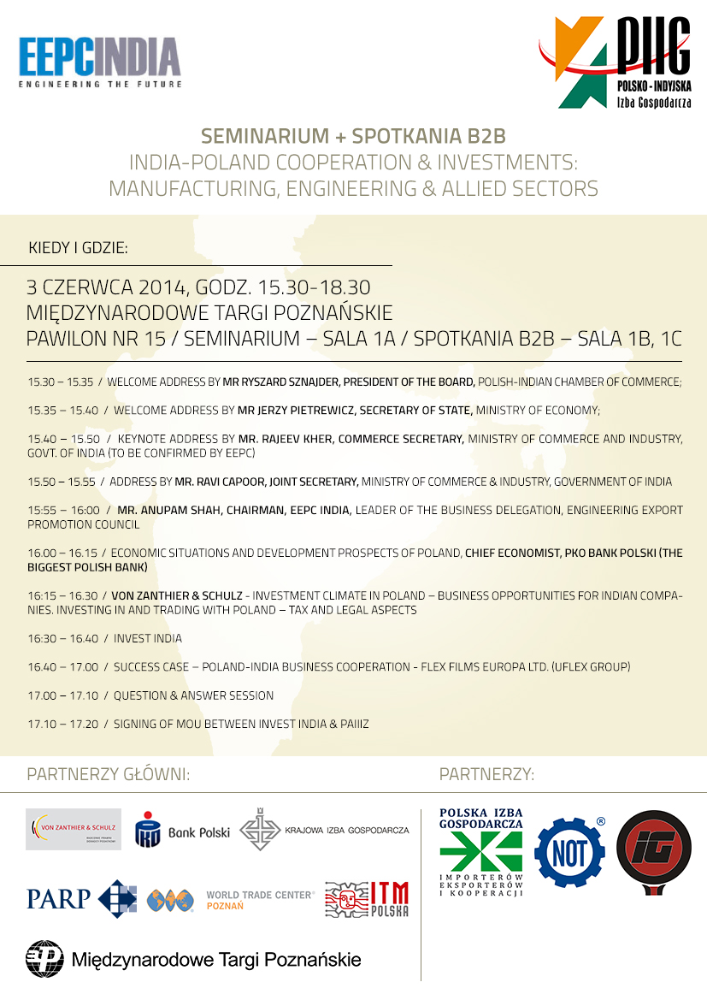 EEPCINDIA
ENGINEERING THE FUTURE
PIIG
POLSKO - INDYJSKA
Izba Gospodarcza
SEMINARIUM + SPOTKANIA B2B
INDIA-POLAND COOPERATION & INVESTMENTS:
MANUFACTURING, ENGINEERING & ALLIED SECTORS
KIEDY I GDZIE:
3 CZERWCA 2014, GODZ. 15.30-18.30
MIĘDZYNARODOWE TARGI POZNAŃSKIE
PAWILON NR 15 / SEMINARIUM – SALA 1A / SPOTKANIA B2B – SALA 1B, 1C
15.30 – 15.35 / WELCOME ADDRESS BY MR RYSZARD SZNAJDER, PRESIDENT OF THE BOARD, POLISH-INDIAN CHAMBER OF COMMERCE;
15.35 – 15.40 / WELCOME ADDRESS BY MR JERZY PIETREWICZ, SECRETARY OF STATE, MINISTRY OF ECONOMY;
15.40 – 15.50 / KEYNOTE ADDRESS BY MR. RAJEEV KHER, COMMERCE SECRETARY, MINISTRY OF COMMERCE AND INDUSTRY,
GOVT. OF INDIA (TO BE CONFIRMED BY EEPC)
15.50 – 15.55 / ADDRESS BY MR. RAVI CAPOOR, JOINT SECRETARY, MINISTRY OF COMMERCE & INDUSTRY, GOVERNMENT OF INDIA
15:55 – 16:00 / MR. ANUPAM SHAH, CHAIRMAN, EEPC INDIA, LEADER OF THE BUSINESS DELEGATION, ENGINEERING EXPORT
PROMOTION COUNCIL
16.00 – 16.15 / ECONOMIC SITUATIONS AND DEVELOPMENT PROSPECTS OF POLAND, CHIEF ECONOMIST, PKO BANK POLSKI (THE
BIGGEST POLISH BANK)
16:15 – 16.30 / VON ZANTHIER & SCHULZ - INVESTMENT CLIMATE IN POLAND – BUSINESS OPPORTUNITIES FOR INDIAN COMPA-
NIES. INVESTING IN AND TRADING WITH POLAND – TAX AND LEGAL ASPECTS
16:30 – 16.40 / INVEST INDIA
16.40 – 17.00 / SUCCESS CASE – POLAND-INDIA BUSINESS COOPERATION - FLEX FILMS EUROPA LTD. (UFLEX GROUP)
17.00 – 17.10 / QUESTION & ANSWER SESSION
17.10 – 17.20 / SIGNING OF MOU BETWEEN INVEST INDIA & PAIIIZ
PARTNERZY GŁÓWNI:
PARTNERZY:
VON ZANTHIER & SCHULZ
PKO
Bank Polski
KRAJOWA IZBA GOSPODARCZA
PARP
WORLD TRADE CENTER®
POZNAŃ
ITM
POLSKA
Międzynarodowe Targi Poznańskie
POLSKA IZBA
GOSPODARCZA
IMPORTERÓW
EKSPORTERÓW
I KOOPERACJI
NOT ®
IG